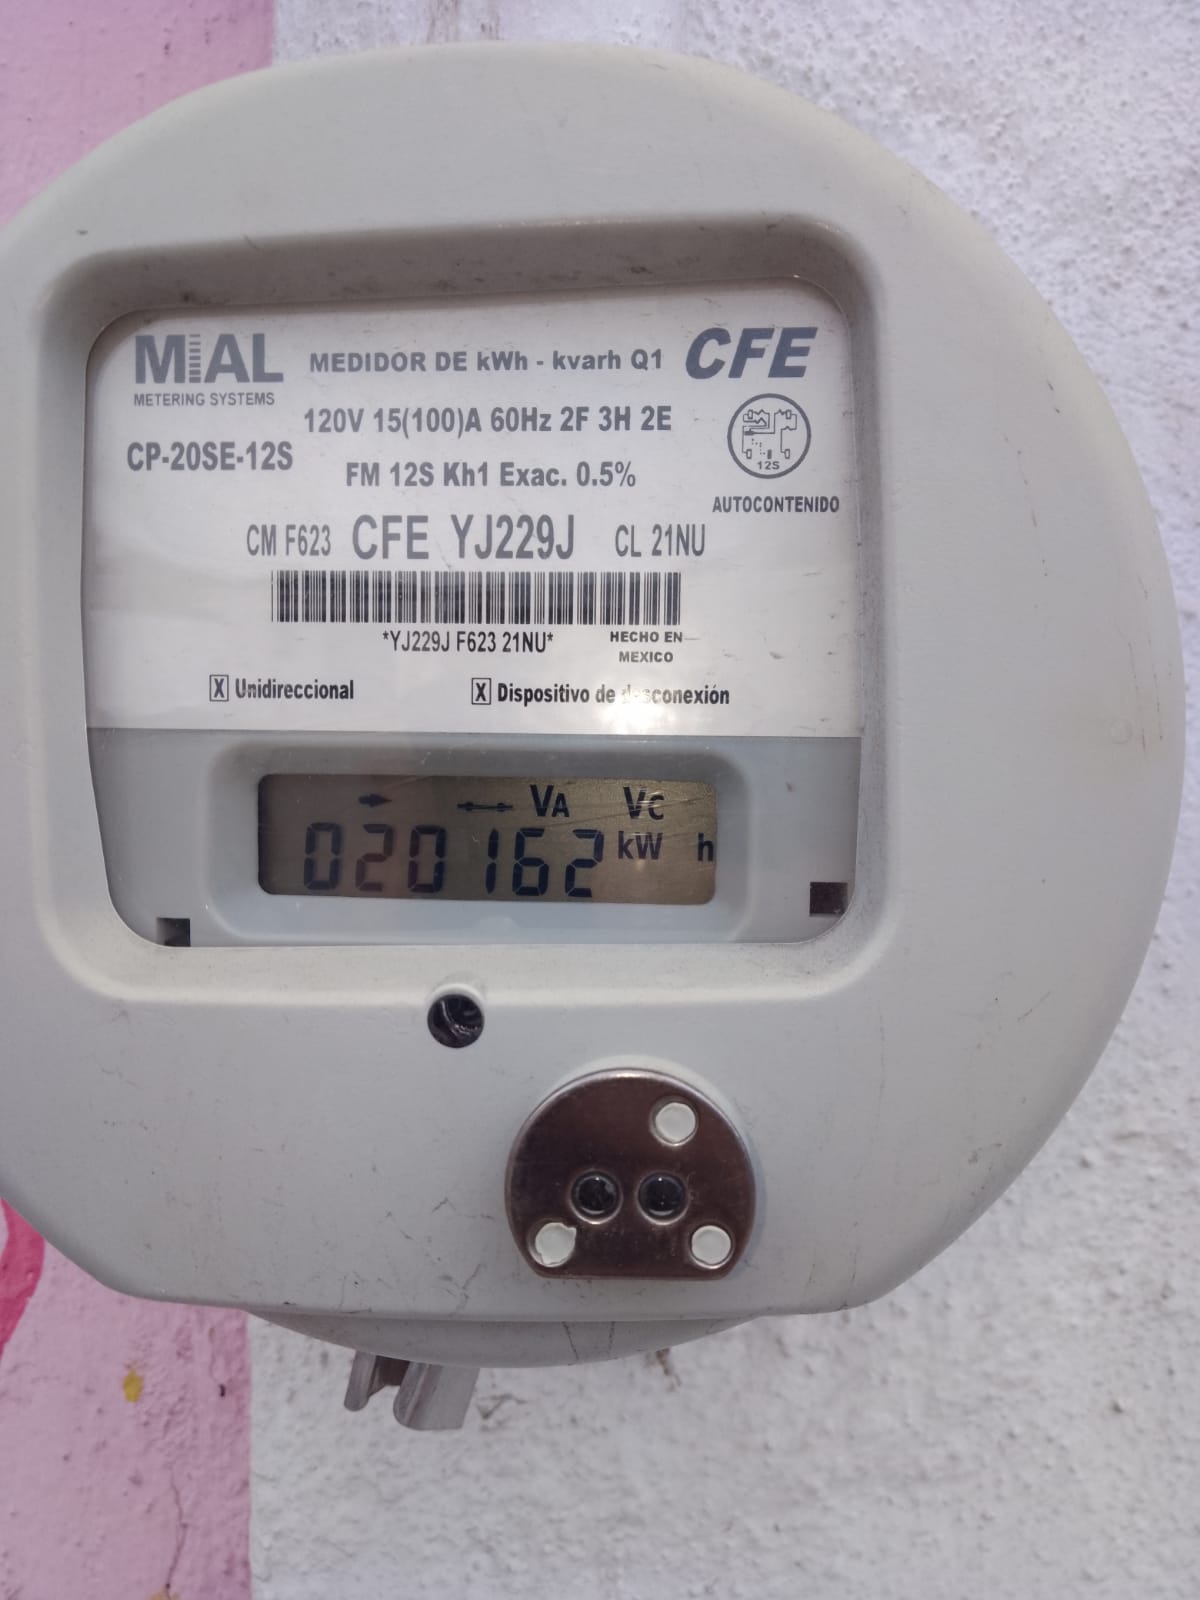 MIAL MEDIDOR DE kWh - kvarh Q1 CFE
METERING SYSTEMS
120V 15(100)A 60Hz 2F 3H 2E
CP-20SE-12S
FM 12S Kh1 Exac. 0.5%
12S
AUTOCONTENIDO
CM F623 CFE YJ229J CL 21NU
*YJ229J F623 21NU*
HECHO EN
MEXICO
X Unidireccional X Dispositivo de desconexión
VA VC
020162 kW h